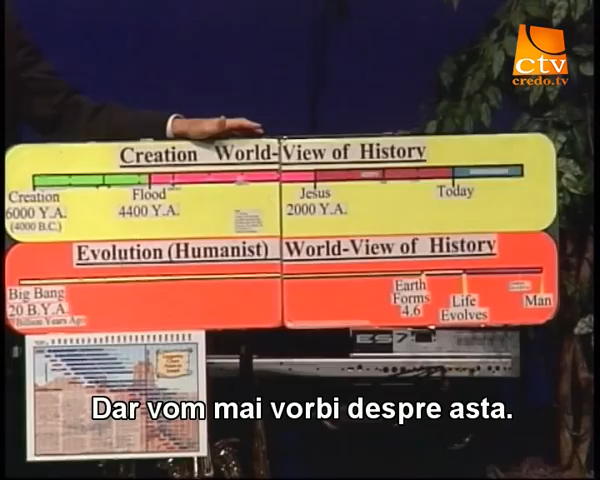 ctv
credo.tv
Creation World-View of History
Creation
6000 Y.A.
(4000 B.C.)
Flood
4400 Y.A.
Jesus
2000 Y.A.
Today
Evolution (Humanist) World-View of History
Big Bang
20 B.Y.A.
Billion Years Ago
Earth
Forms
4.6
Life
Evolves
Man
Dar vom mai vorbi despre asta.